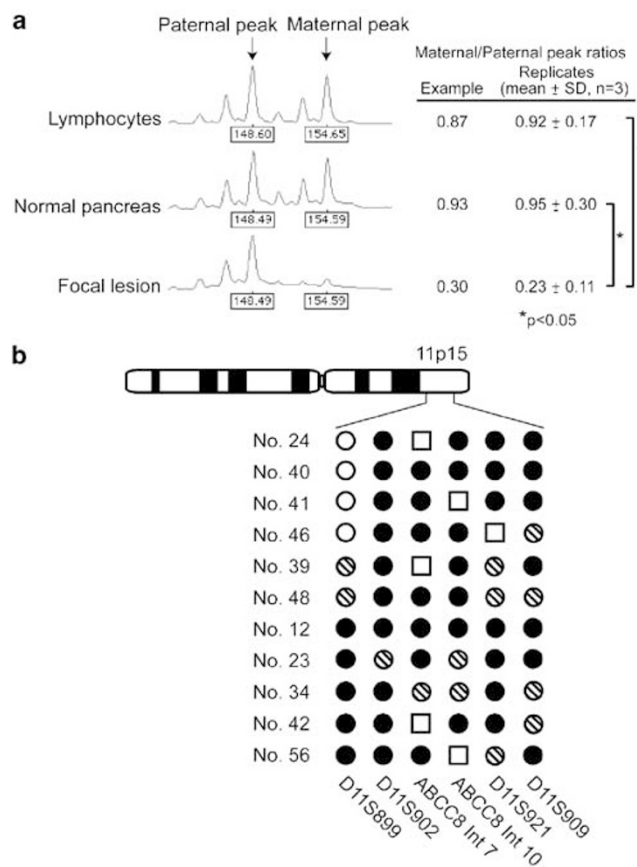 a
Paternal peak Maternal peak
Maternal/Paternal peak ratios
Replicates
Example (mean ± SD, n=3)
Lymphocytes 148.60 154.65 0.87 0.92 ± 0.17
Normal pancreas 148.49 154.59 0.93 0.95 ± 0.30
*
Focal lesion 148.49 154.59 0.30 0.23 ± 0.11
*p<0.05
b
11p15
No. 24
No. 40
No. 41
No. 46
No. 39
No. 48
No. 12
No. 23
No. 34
No. 42
No. 56
D11S899
D11S902
ABCC8 Int 7
ABCC8 Int 10
D11S921
D11S909